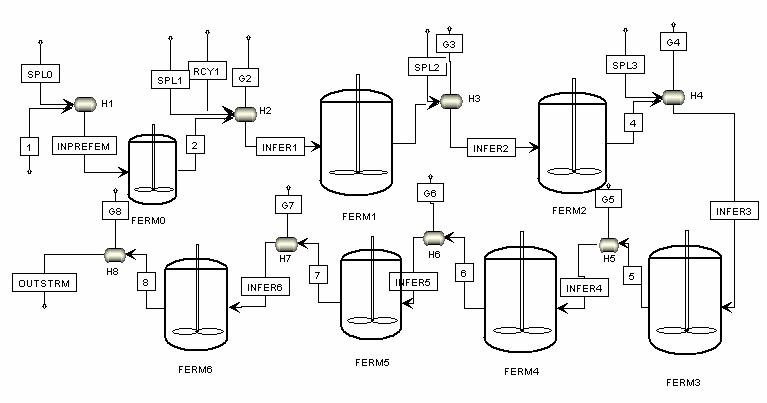 SPL0
H1
1
INPREFEM
FERM0
2
SPL1
RCY1
G2
H2
INFER1
FERM1
SPL2
G3
H3
INFER2
FERM2
4
SPL3
G4
H4
INFER3
FERM3
5
G5
H5
INFER4
FERM4
6
G6
H6
INFER5
FERM5
7
G7
H7
INFER6
FERM6
8
G8
H8
OUTSTRM